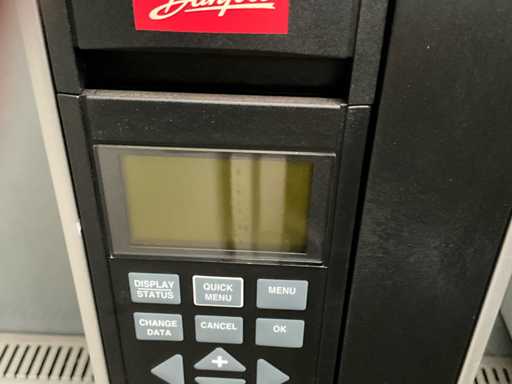 Danfoss
DISPLAY
STATUS
QUICK
MENU
MENU
CHANGE
DATA
CANCEL
OK
+